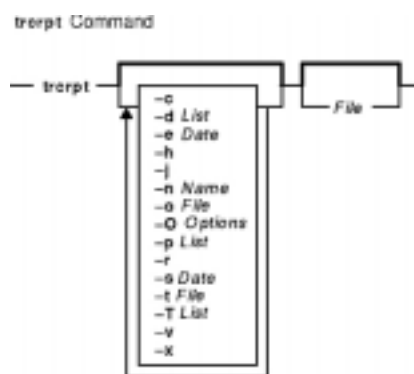 trcrpt Command
trcrpt
File
-c
-d List
-e Date
-h
-j
-n Name
-o File
-O Options
-p List
-r
-s Date
-t File
-T List
-v
-x